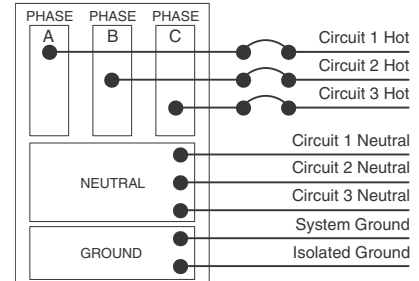 PHASE PHASE PHASE
A B C
Circuit 1 Hot
Circuit 2 Hot
Circuit 3 Hot
Circuit 1 Neutral
NEUTRAL
Circuit 2 Neutral
Circuit 3 Neutral
System Ground
GROUND
Isolated Ground